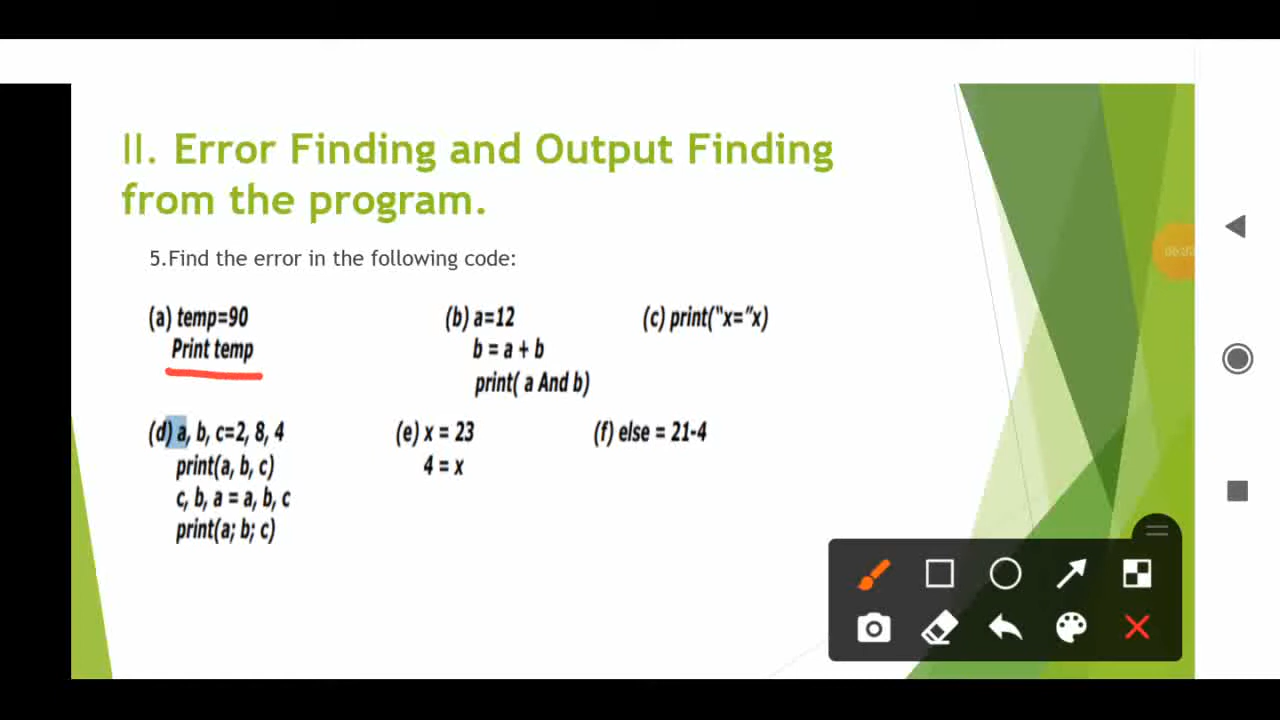 II. Error Finding and Output Finding
from the program.
5.Find the error in the following code:
(a) temp=90
Print temp
(b) a=12
b = a + b
print( a And b)
(c) print("x="x)
(d) a, b, c=2, 8, 4
print(a, b, c)
c, b, a = a, b, c
print(a; b; c)
(e) x = 23
4 = x
(f) else = 21-4